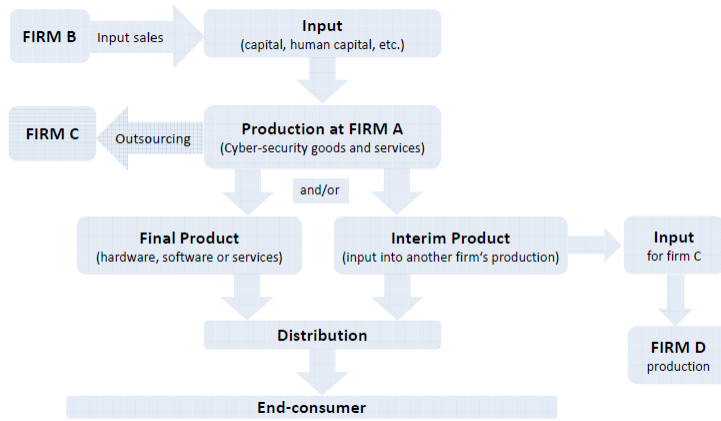 FIRM B
Input sales
Input
(capital, human capital, etc.)
FIRM C
Outsourcing
Production at FIRM A
(Cyber-security goods and services)
and/or
Final Product
(hardware, software or services)
Interim Product
(input into another firm‘s production)
Input
for firm C
Distribution
FIRM D
production
End-consumer